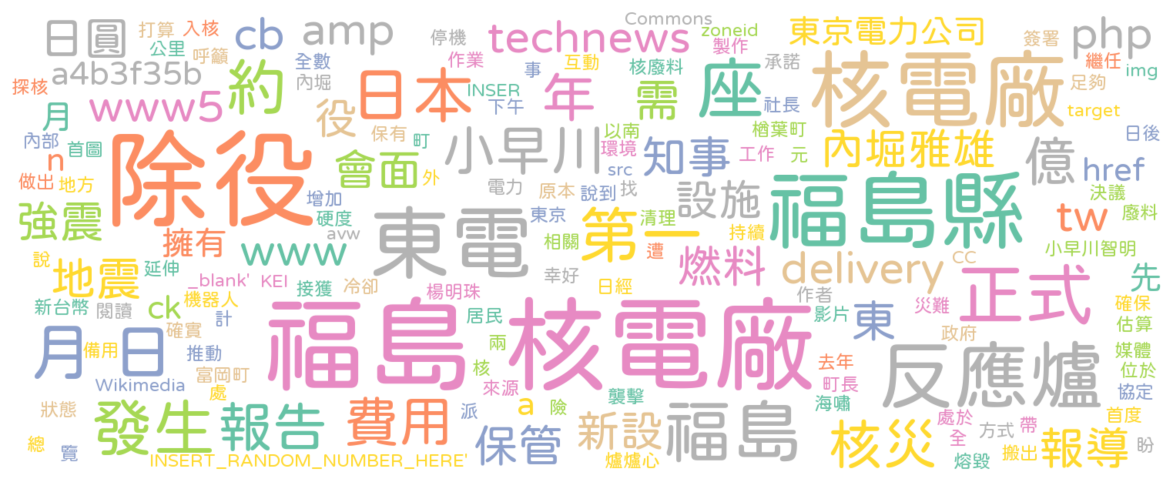 日圓 打算 入核 cb amp 停機 technews Commons zoneid 東京電力公司 簽署 php
公里 呼籲 全數 作業 互動 製作 承諾 繼任
a4b3f35b 內堀 事 核廢料 足夠 img
探核 www5 約 日本 INSER 年 需 座 核電廠 target
月 役 下午 社長
內部 首圖 除役 保有 町 小早川 以南 楢葉町 日後
n 會面 外 環境 知事 工作 元 內堀雅雄 億 href
做出 地方 增加 電力 原本 說到 src 找 設施 福島縣 決議
強震 硬度 東電 東京 第一 清理 廢料
擁有 www avw 相關 遭 持續 燃料 tw
說 地震 延伸 _blank' KEI 接獲 冷卻 幸好 日經 delivery CC 小早川智明
新台幣 閱讀 ck 機器人 楊明珠 居民 作者 影片 東 災難 正式 先
確實 計 福島 核電廠 政府 確保 估算
月 日 備用 推動 兩 反應爐 媒體
Wikimedia 富岡町 核 來源 襲擊 去年 町長 位於
狀態 處 派 險 海嘯 協定
發生 報告 費用 a 新設 福島 處於 首度
總 覽 保管 核災 全 方式 帶 報導 盼
INSERT_RANDOM_NUMBER_HERE' 爐爐心 熔毀 搬出